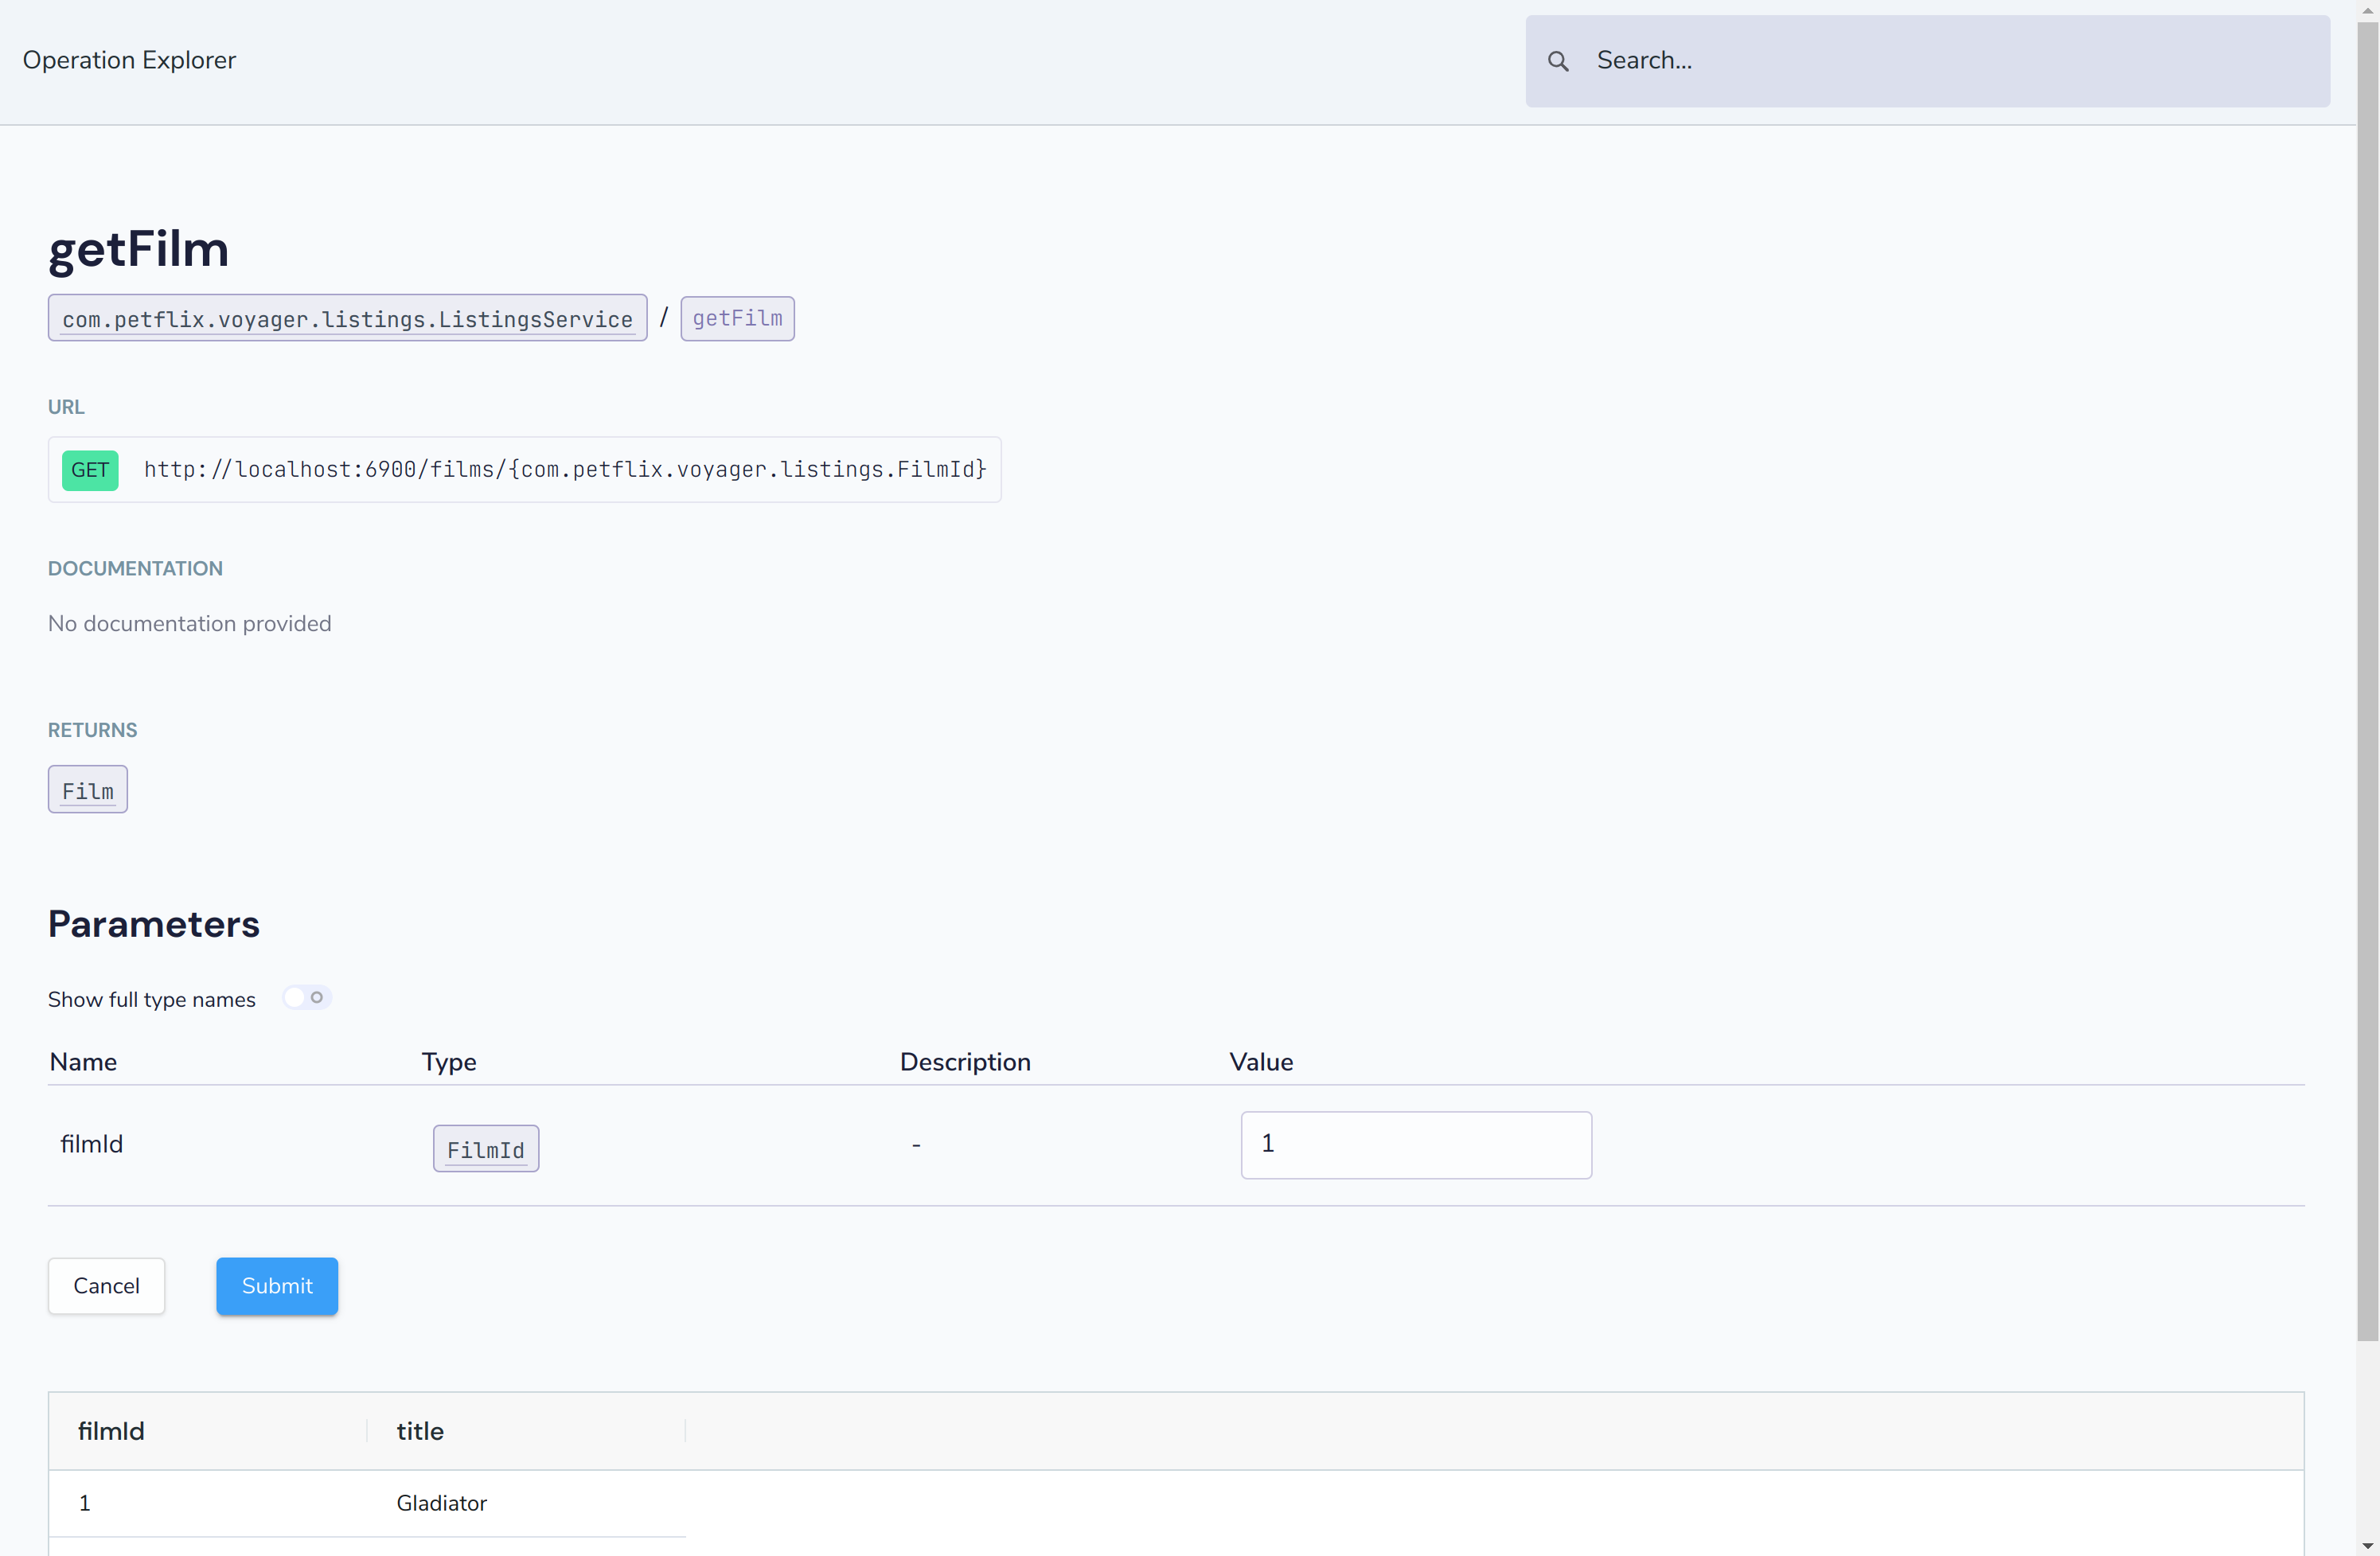 Operation Explorer
Search...
getFilm
com.petflix.voyager.listings.ListingsService / getFilm
URL
GET http://localhost:6900/films/{com.petflix.voyager.listings.FilmId}
DOCUMENTATION
No documentation provided
RETURNS
Film
Parameters
Show full type names
Name Type Description Value
filmId FilmId - 1
Cancel Submit
filmId title
1 Gladiator